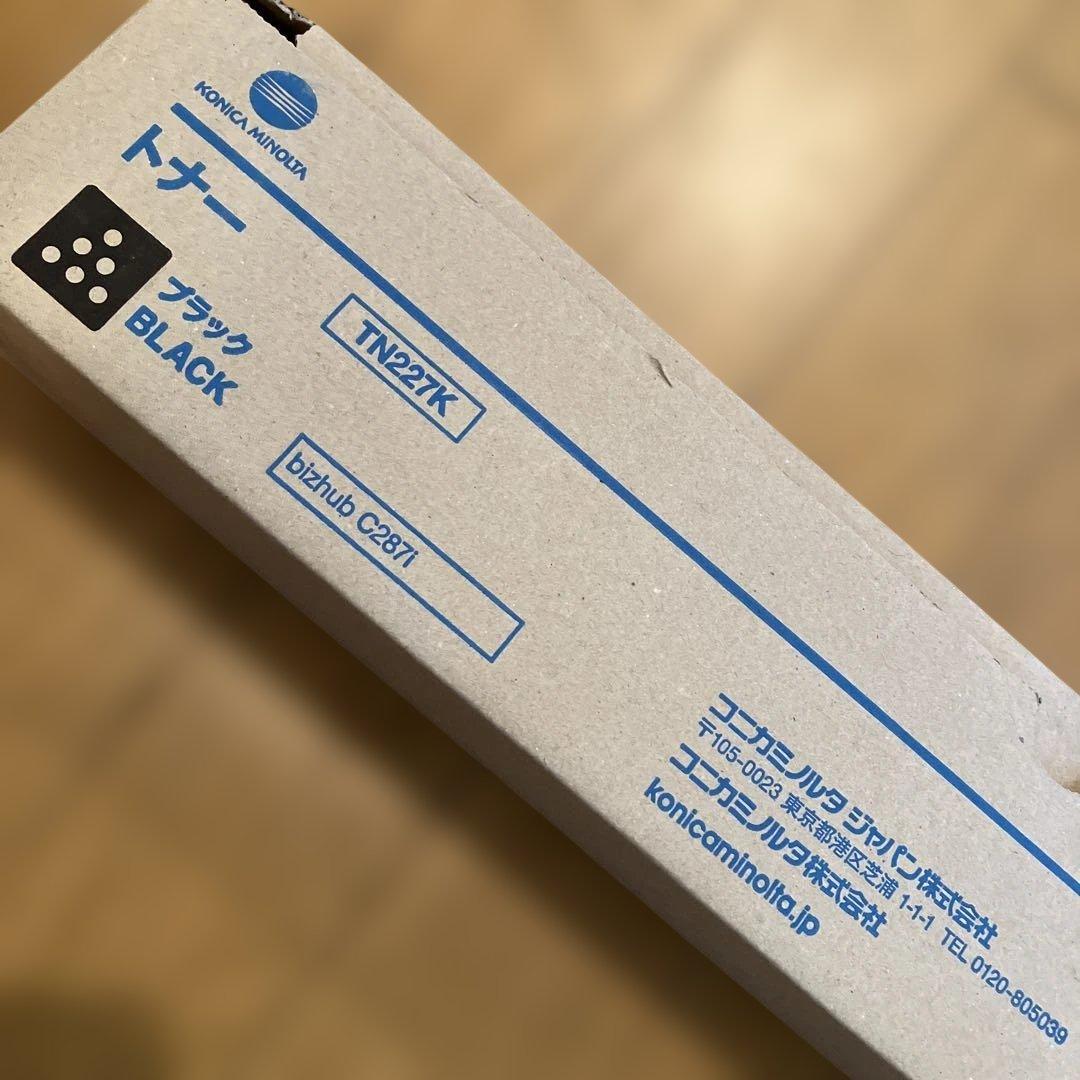 KONICA MINOLTA
トナー
ブラック
BLACK
TN227K
bizhub C287i
コニカミノルタ ジャパン株式会社
〒105-0023 東京都港区芝浦 1-1-1 TEL 0120-805039
コニカミノルタ株式会社
konicaminolta.jp